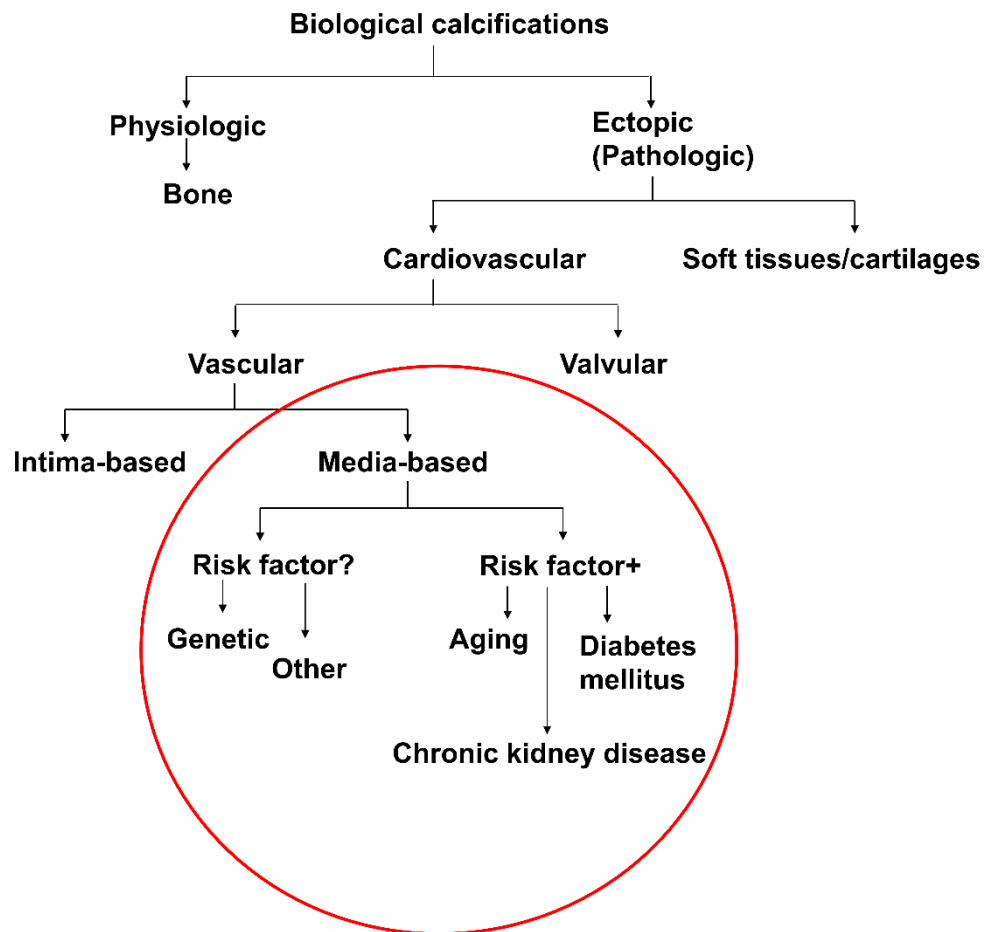 Biological calcifications
Physiologic
Ectopic
(Pathologic)
Bone
Cardiovascular
Soft tissues/cartilages
Vascular
Valvular
Intima-based
Media-based
Risk factor?
Risk factor+
Genetic
Other
Aging
Diabetes
mellitus
Chronic kidney disease